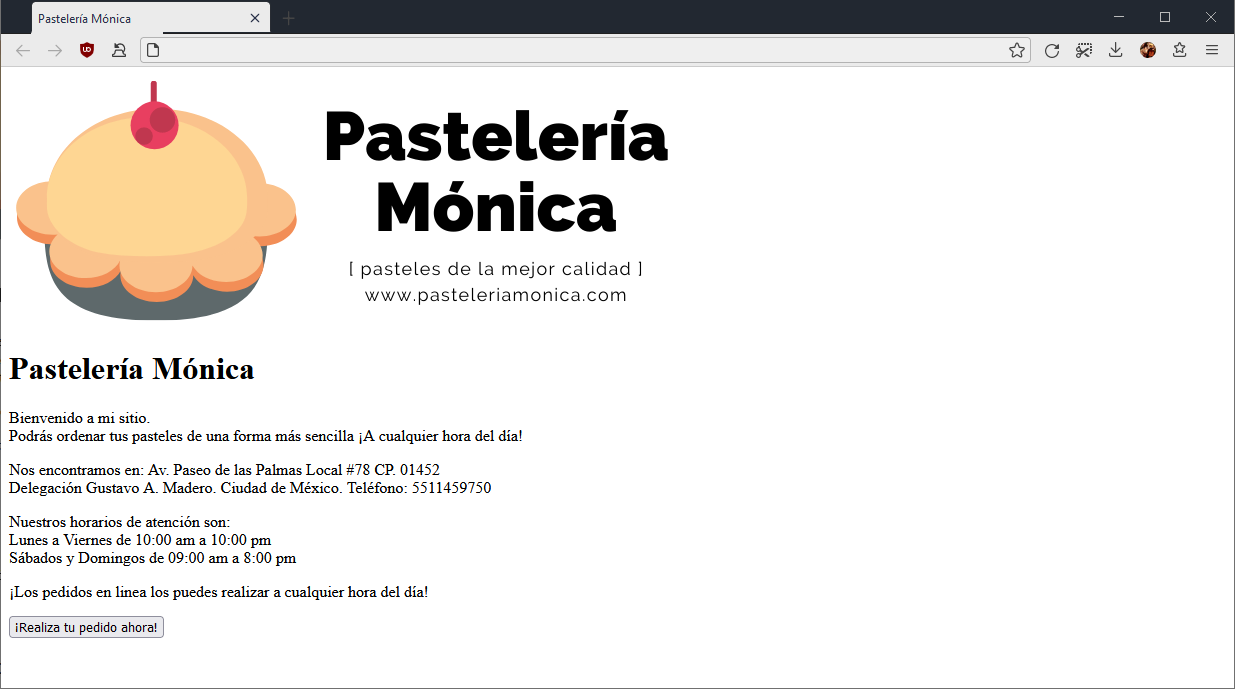 Pastelería Mónica
Pastelería
Mónica
[ pasteles de la mejor calidad ]
www.pasteleriamonica.com
Pastelería Mónica
Bienvenido a mi sitio.
Podrás ordenar tus pasteles de una forma más sencilla ¡A cualquier hora del día!
Nos encontramos en: Av. Paseo de las Palmas Local #78 CP. 01452
Delegación Gustavo A. Madero. Ciudad de México. Teléfono: 5511459750
Nuestros horarios de atención son:
Lunes a Viernes de 10:00 am a 10:00 pm
Sábados y Domingos de 09:00 am a 8:00 pm
¡Los pedidos en linea los puedes realizar a cualquier hora del día!
¡Realiza tu pedido ahora!